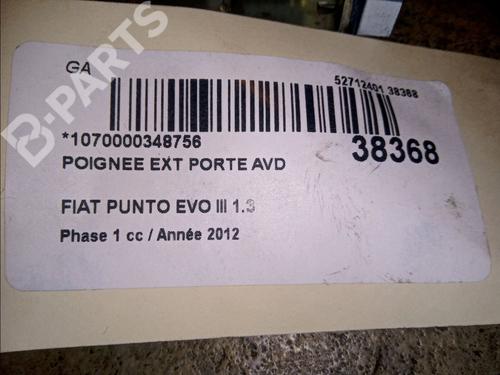 B-PARTS
GA
52712401 38368
*1070000348756
38368
POIGNEE EXT PORTE AVD
FIAT PUNTO EVO III 1.3
Phase 1 cc / Année 2012